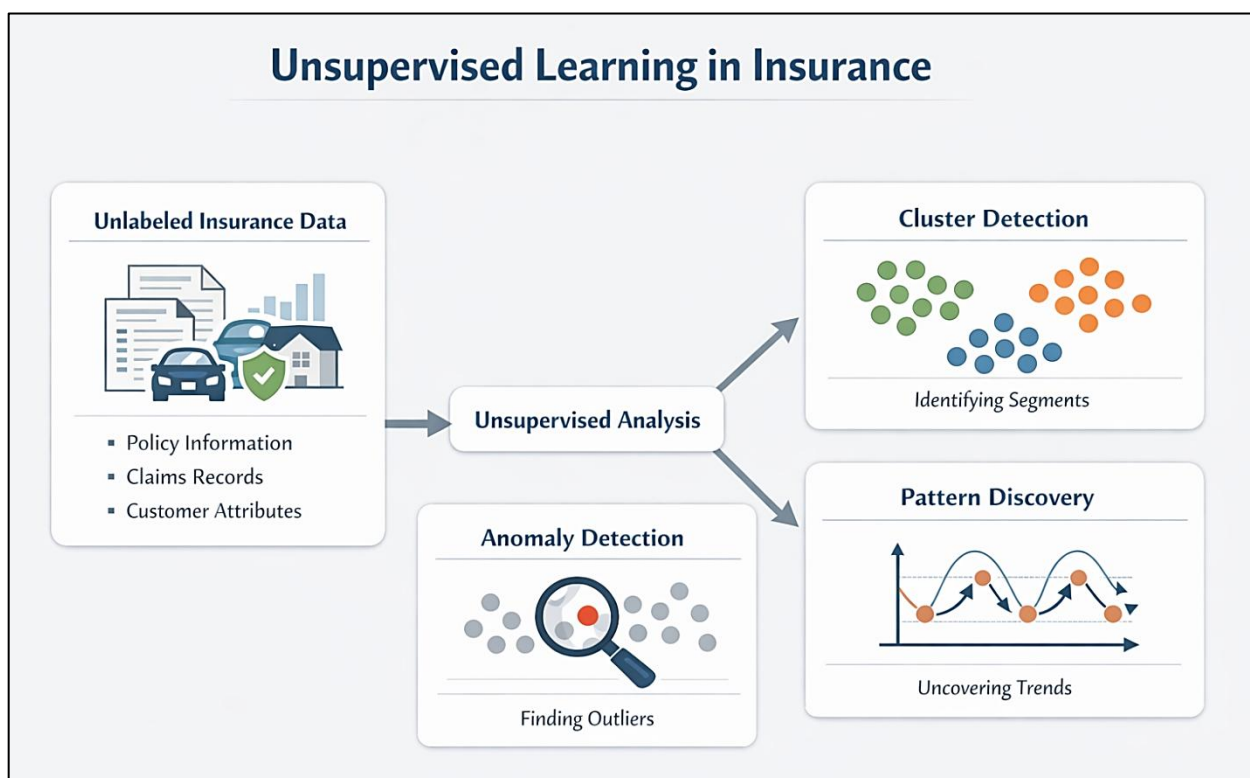 Unsupervised Learning in Insurance
Unlabeled Insurance Data
Policy Information
Claims Records
Customer Attributes
Unsupervised Analysis
Anomaly Detection
Finding Outliers
Cluster Detection
Identifying Segments
Pattern Discovery
Uncovering Trends